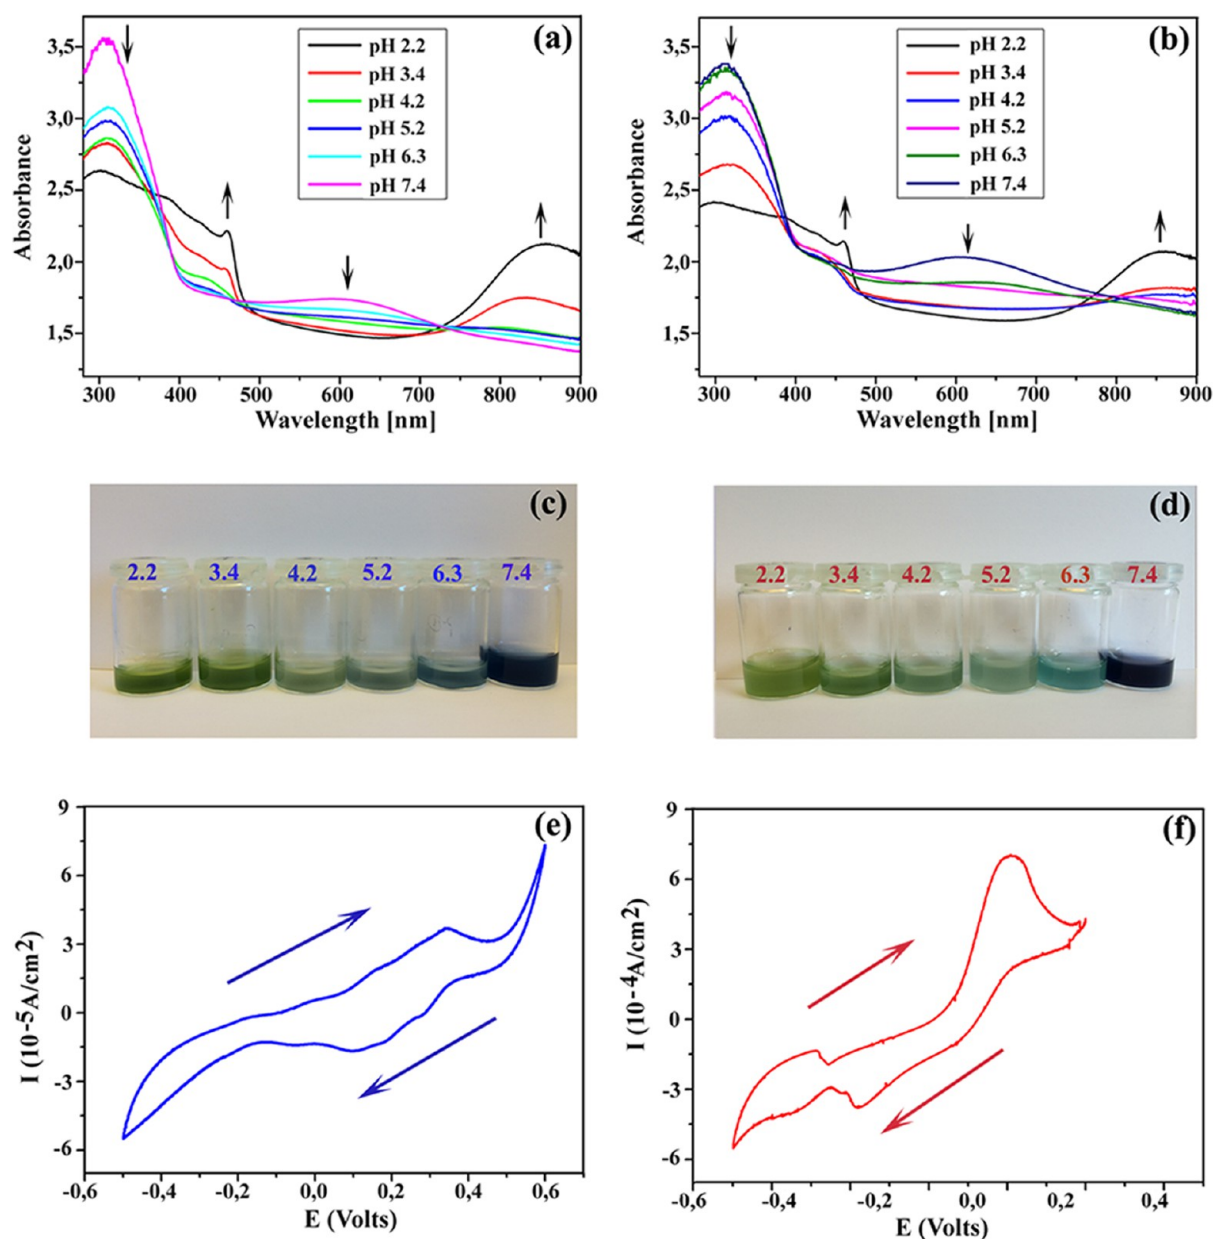 (a)
pH 2.2
pH 3.4
pH 4.2
pH 5.2
pH 6.3
pH 7.4
3,5
3,0
2,5
2,0
1,5
Absorbance
300 400 500 600 700 800 900
Wavelength [nm]
(b)
pH 2.2
pH 3.4
pH 4.2
pH 5.2
pH 6.3
pH 7.4
3,5
3,0
2,5
2,0
1,5
Absorbance
300 400 500 600 700 800 900
Wavelength [nm]
(c)
2.2 3.4 4.2 5.2 6.3 7.4
(d)
2.2 3.4 4.2 5.2 6.3 7.4
(e)
9
6
3
0
-3
-6
I (10-5A/cm2)
-0,6 -0,4 -0,2 0,0 0,2 0,4 0,6
E (Volts)
(f)
9
6
3
0
-3
-6
I (10-4A/cm2)
-0,6 -0,4 -0,2 0,0 0,2 0,4
E (Volts)